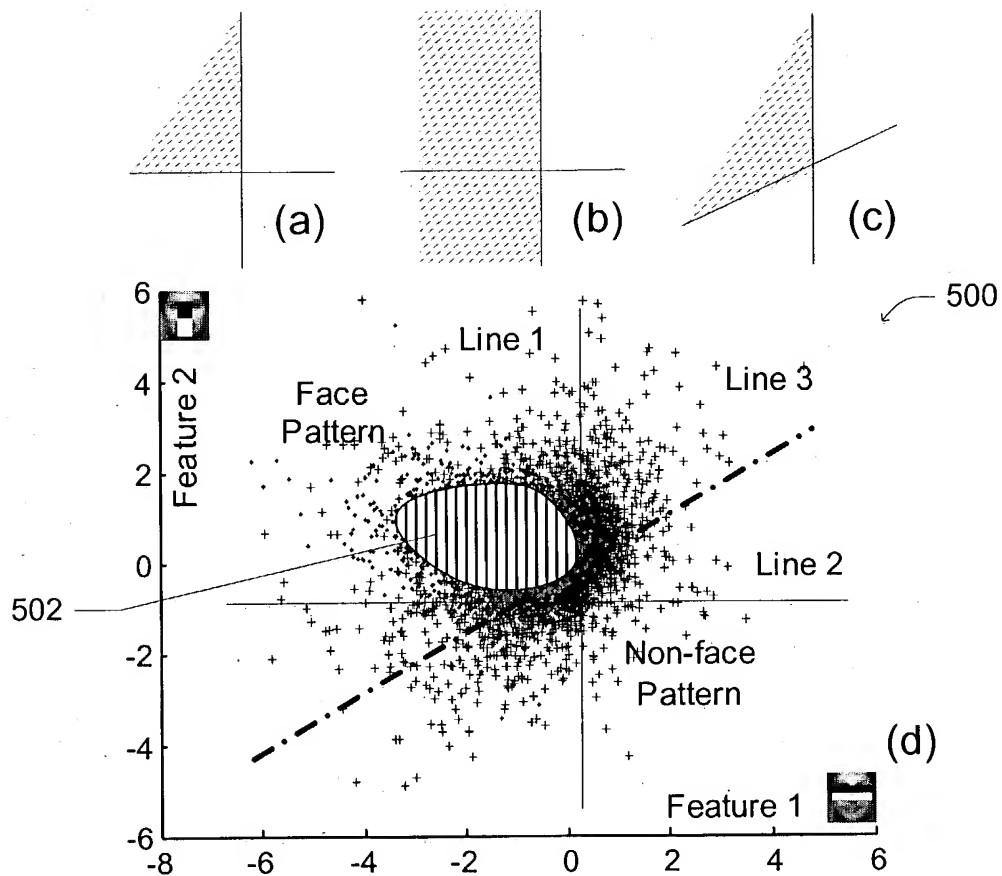 (a)
(b)
(c)
500
6
4
2
0
-2
-4
-6
Feature 2
Line 1
Line 3
Face
Pattern
Line 2
502
Non-face
Pattern
(d)
Feature 1
-8
-6
-4
-2
0
2
4
6